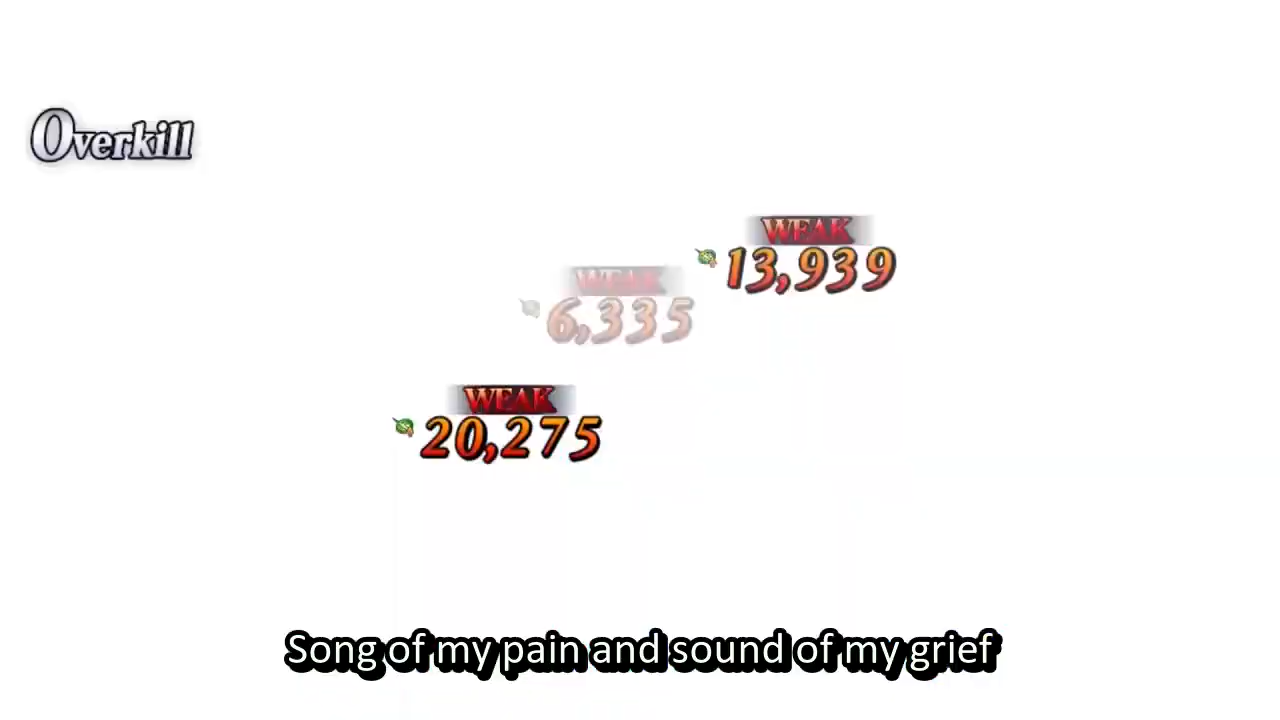 Overkill
WEAK
13,939
WEAK
6,335
WEAK
20,275
Song of my pain and sound of my grief